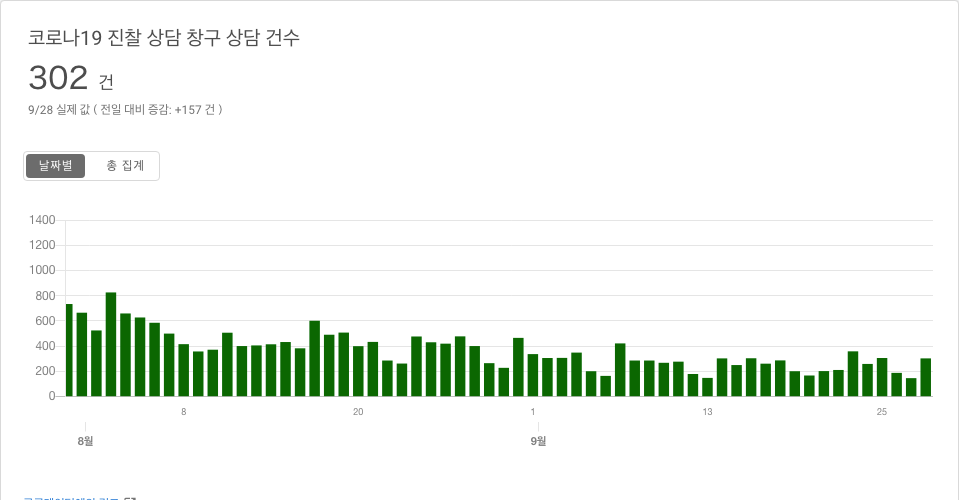 코로나19 진찰 상담 창구 상담 건수
302 건
9/28 실제 값 ( 전일 대비 증감: +157 건 )
날짜별 총 집계
1400
1200
1000
800
600
400
200
0
8 20 1 13 25
8월 9월